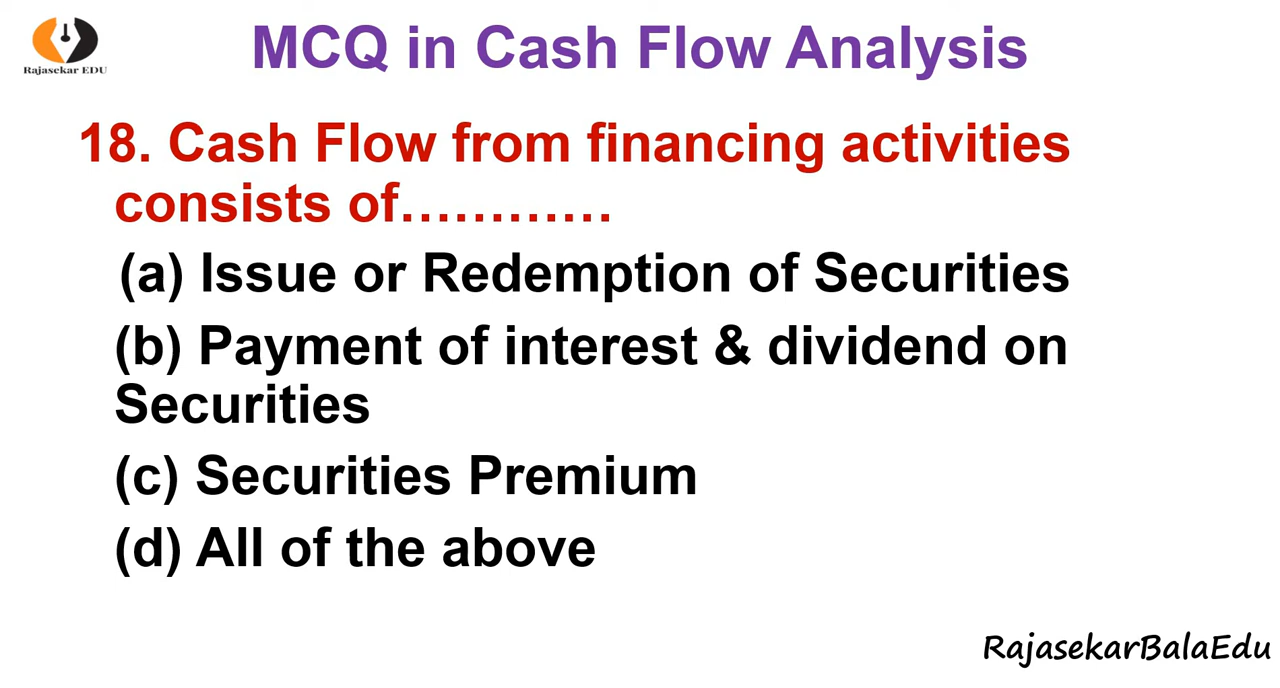 Rajasekar EDU
MCQ in Cash Flow Analysis
18. Cash Flow from financing activities
consists of............
(a) Issue or Redemption of Securities
(b) Payment of interest & dividend on
Securities
(c) Securities Premium
(d) All of the above
RajasekarBalaEdu